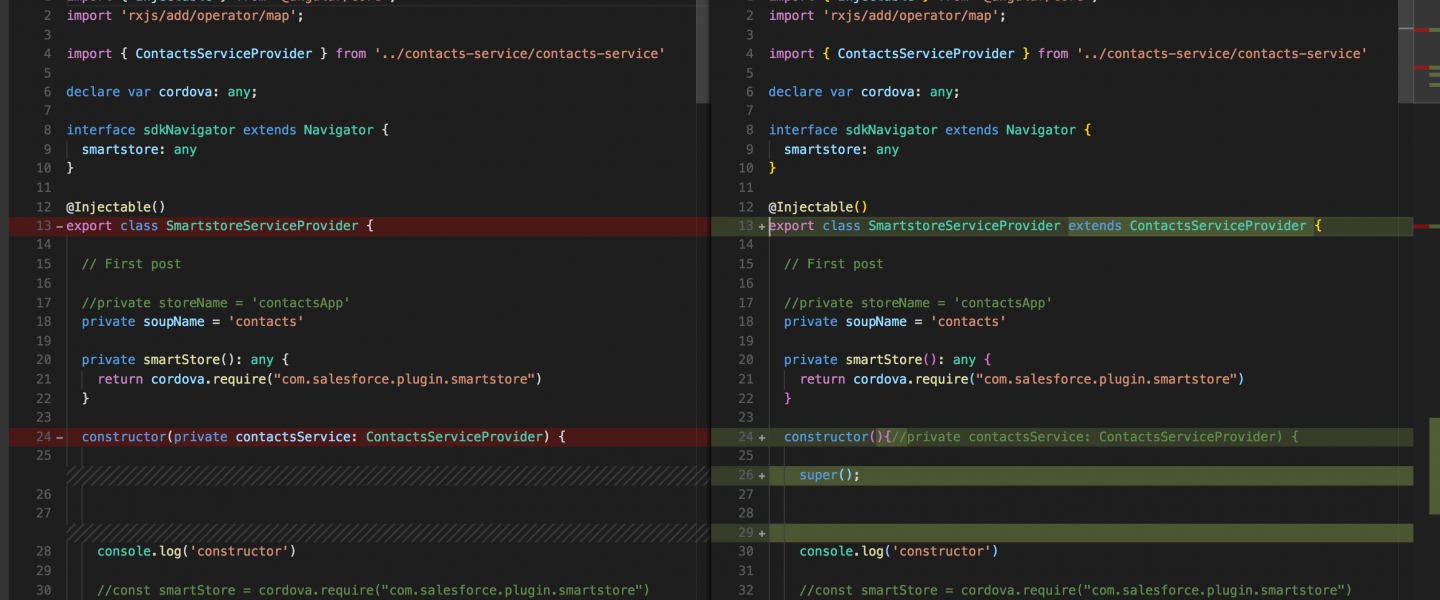 2 import 'rxjs/add/operator/map';
3
4 import { ContactsServiceProvider } from '../contacts-service/contacts-service'
5
6 declare var cordova: any;
7
8 interface sdkNavigator extends Navigator {
9 smartstore: any
10 }
11
12 @Injectable()
13 – export class SmartstoreServiceProvider {
14
15 // First post
16
17 //private storeName = 'contactsApp'
18 private soupName = 'contacts'
19
20 private smartStore(): any {
21 return cordova.require("com.salesforce.plugin.smartstore")
22 }
23
24 – constructor(private contactsService: ContactsServiceProvider) {
25
26
27
28 console.log('constructor')
29
30 //const smartStore = cordova.require("com.salesforce.plugin.smartstore")
2 import 'rxjs/add/operator/map';
3
4 import { ContactsServiceProvider } from '../contacts-service/contacts-service'
5
6 declare var cordova: any;
7
8 interface sdkNavigator extends Navigator {
9 smartstore: any
10 }
11
12 @Injectable()
13 + export class SmartstoreServiceProvider extends ContactsServiceProvider {
14
15 // First post
16
17 //private storeName = 'contactsApp'
18 private soupName = 'contacts'
19
20 private smartStore(): any {
21 return cordova.require("com.salesforce.plugin.smartstore")
22 }
23
24 + constructor(){//private contactsService: ContactsServiceProvider) {
25
26 + super();
27
28
29 +
30 console.log('constructor')
31
32 //const smartStore = cordova.require("com.salesforce.plugin.smartstore")